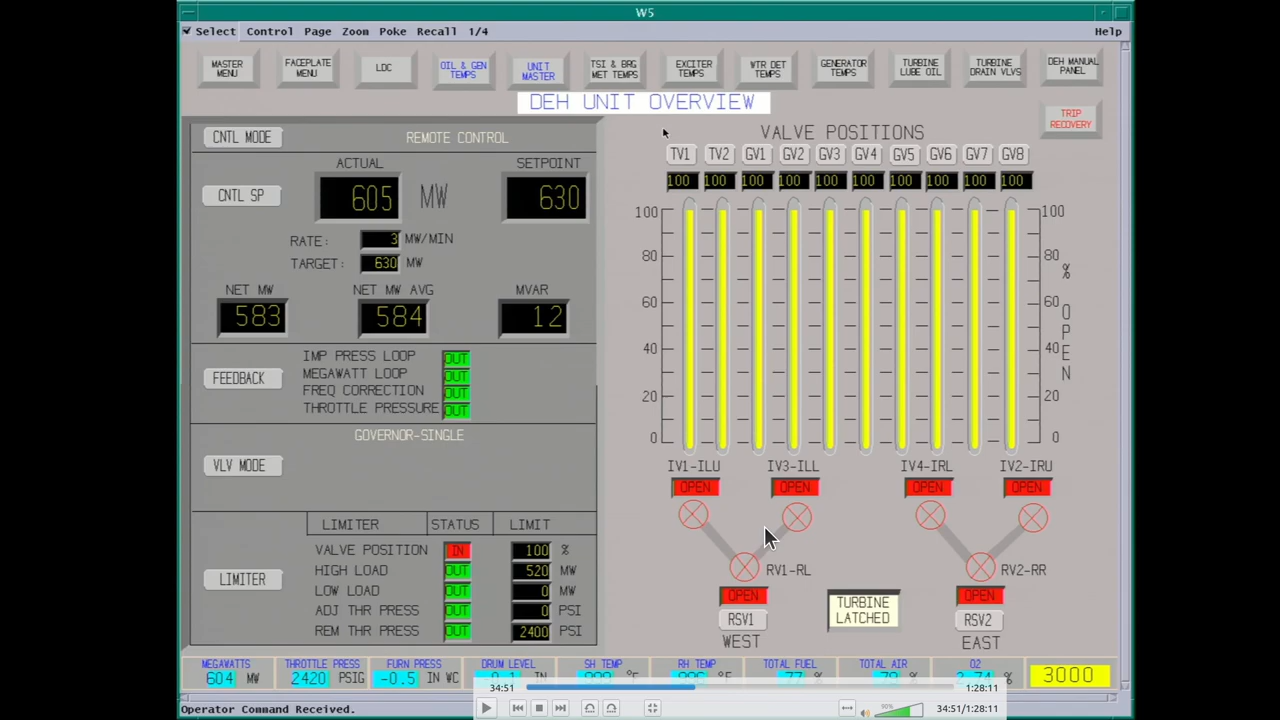 W5
Select Control Page Zoom Poke Recall 1/4 Help
MASTER MENU
FACEPLATE MENU
LDC
OIL & GEN TEMPS
UNIT MASTER
TSI & BRG MET TEMPS
EXCITER TEMPS
WTR DET TEMPS
GENERATOR TEMPS
TURBINE LUBE OIL
TURBINE DRAIN VLVS
DEH MANUAL PANEL
DEH UNIT OVERVIEW
TRIP RECOVERY
CNTL MODE REMOTE CONTROL
ACTUAL SETPOINT
CNTL SP 605 MW 630
RATE: 3 MW/MIN
TARGET: 630 MW
NET MW NET MW AVG MVAR
583 584 12
FEEDBACK
IMP PRESS LOOP OUT
MEGAWATT LOOP OUT
FREQ CORRECTION OUT
THROTTLE PRESSURE OUT
GOVERNOR-SINGLE
VLV MODE
LIMITER
LIMITER STATUS LIMIT
VALVE POSITION IN 100 %
HIGH LOAD OUT 520 MW
LOW LOAD OUT 0 MW
ADJ THR PRESS OUT 0 PSI
REM THR PRESS OUT 2400 PSI
VALVE POSITIONS
TV1 TV2 GV1 GV2 GV3 GV4 GV5 GV6 GV7 GV8
100 100 100 100 100 100 100 100 100 100
100 100
80 80
60 60
40 40
20 20
0 0
% OPEN
IV1-ILU IV3-ILL IV4-IRL IV2-IRU
OPEN OPEN OPEN OPEN
RV1-RL RV2-RR
OPEN OPEN
RSV1 RSV2
WEST EAST
TURBINE LATCHED
MEGAWATTS THROTTLE PRESS FURN PRESS DRUM LEVEL SH TEMP RH TEMP TOTAL FUEL TOTAL AIR O2
604 MW 2420 PSIG -0.5 IN WC IN °F °F 77 % % 2.74 % 3000
34:51 1:28:11
90% 34:51/1:28:11
Operator Command Received.